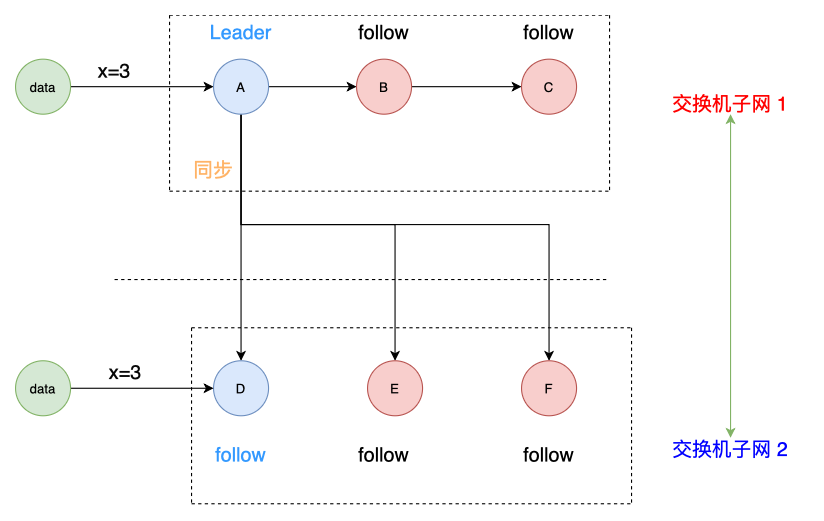 Leader
follow
follow
data
x=3
A
B
C
交换机子网 1
同步
data
x=3
D
E
F
follow
follow
follow
交换机子网 2